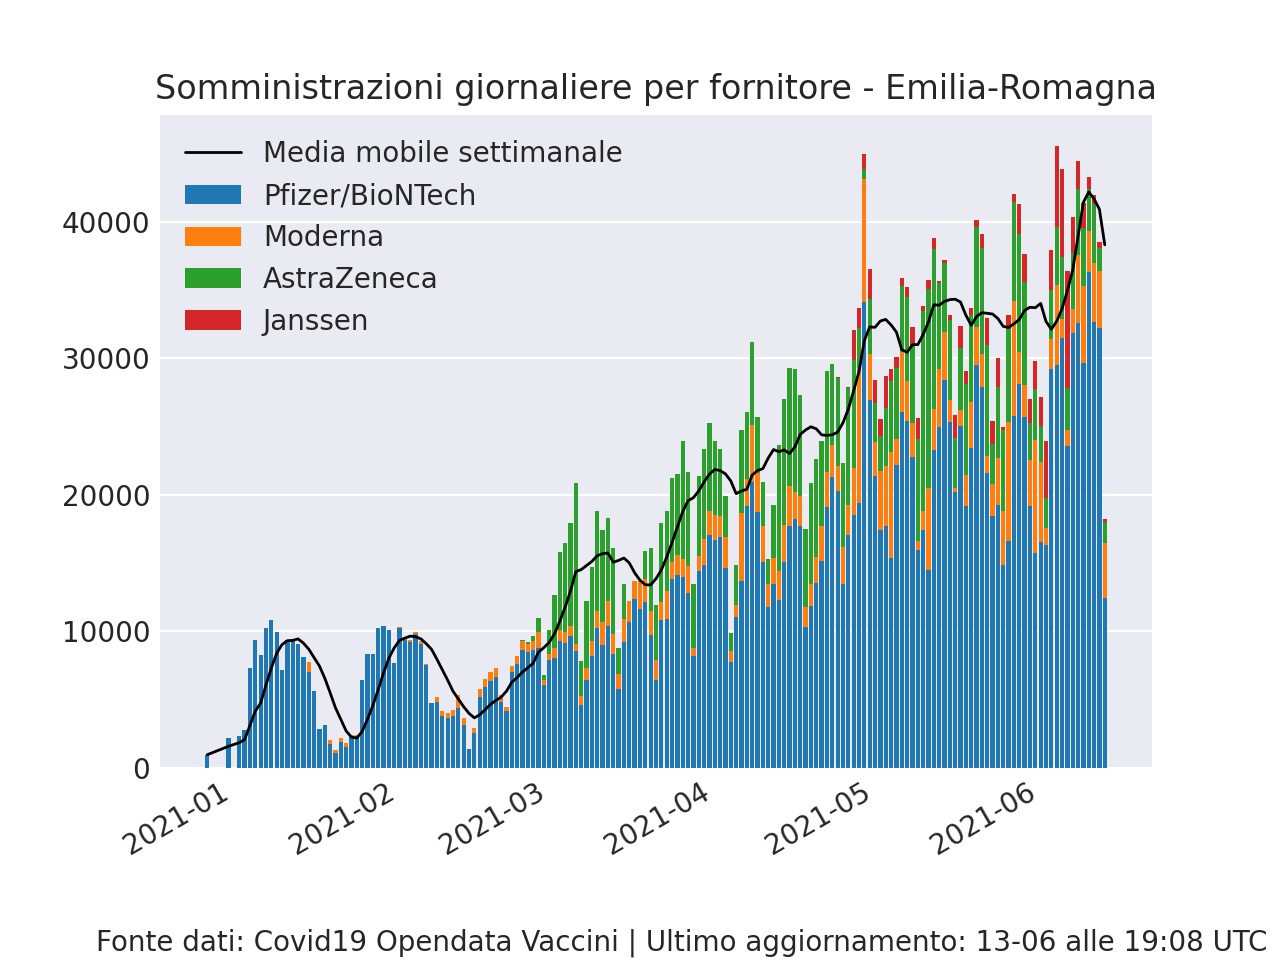 Somministrazioni giornaliere per fornitore - Emilia-Romagna
Media mobile settimanale
Pfizer/BioNTech
Moderna
AstraZeneca
Janssen
40000
30000
20000
10000
0
2021-01
2021-02
2021-03
2021-04
2021-05
2021-06
Fonte dati: Covid19 Opendata Vaccini | Ultimo aggiornamento: 13-06 alle 19:08 UTC